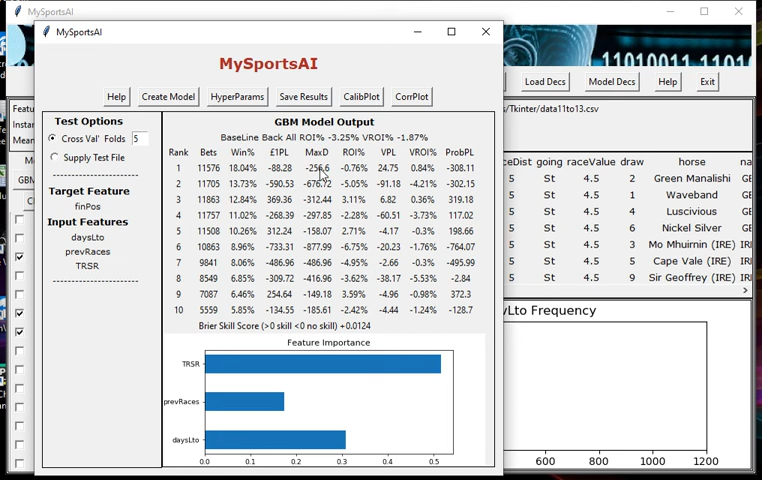 MySportsAI
MySportsAI
MySportsAI
11010011 1010
Help Create Model HyperParams Save Results CalibPlot CorrPlot
Load Decs Model Decs Help Exit
Test Options
Cross Val' Folds 5
Supply Test File
Target Feature
finPos
Input Features
daysLto
prevRaces
TRSR
GBM Model Output
BaseLine Back All ROI% -3.25% VROI% -1.87%
Rank Bets Win% £1PL MaxD ROI% VPL VROI% ProbPL
1 11576 18.04% -88.28 -256.6 -0.76% 24.75 0.84% -308.11
2 11705 13.73% -590.53 -676.72 -5.05% -91.18 -4.21% -302.15
3 11863 12.84% 369.36 -312.44 3.11% 6.82 0.36% 319.18
4 11757 11.02% -268.39 -297.85 -2.28% -60.51 -3.73% 117.02
5 11508 10.26% 312.24 -158.07 2.71% -4.17 -0.3% 198.66
6 10863 8.96% -733.31 -877.99 -6.75% -20.23 -1.76% -764.07
7 9841 8.07% -486.96 -486.96 -4.95% -2.66 -0.3% -495.99
8 8549 6.85% -309.72 -416.96 -3.62% -38.17 -5.53% -2.84
9 7087 6.46% 254.64 -149.18 3.59% -4.96 -0.98% 372.3
10 5559 5.85% -134.55 -185.61 -2.42% -4.44 -1.24% -128.7
Brier Skill Score (>0 skill <0 no skill) +0.0124
Feature Importance
TRSR
prevRaces
daysLto
0.0 0.1 0.2 0.3 0.4 0.5
Featu
Instan
Mean
GBM
/Tkinter/data11to13.csv
ceDist going raceValue draw horse na
5 St 4.5 2 Green Manalishi GE
5 St 4.5 1 Waveband GE
5 St 4.5 4 Luscivious GE
5 St 4.5 6 Nickel Silver GE
5 St 4.5 3 Mo Mhuirnin (IRE) IRI
5 St 4.5 5 Cape Vale (IRE) IRI
5 St 4.5 9 Sir Geoffrey (IRE) IRI
vLto Frequency
600 800 1000 1200